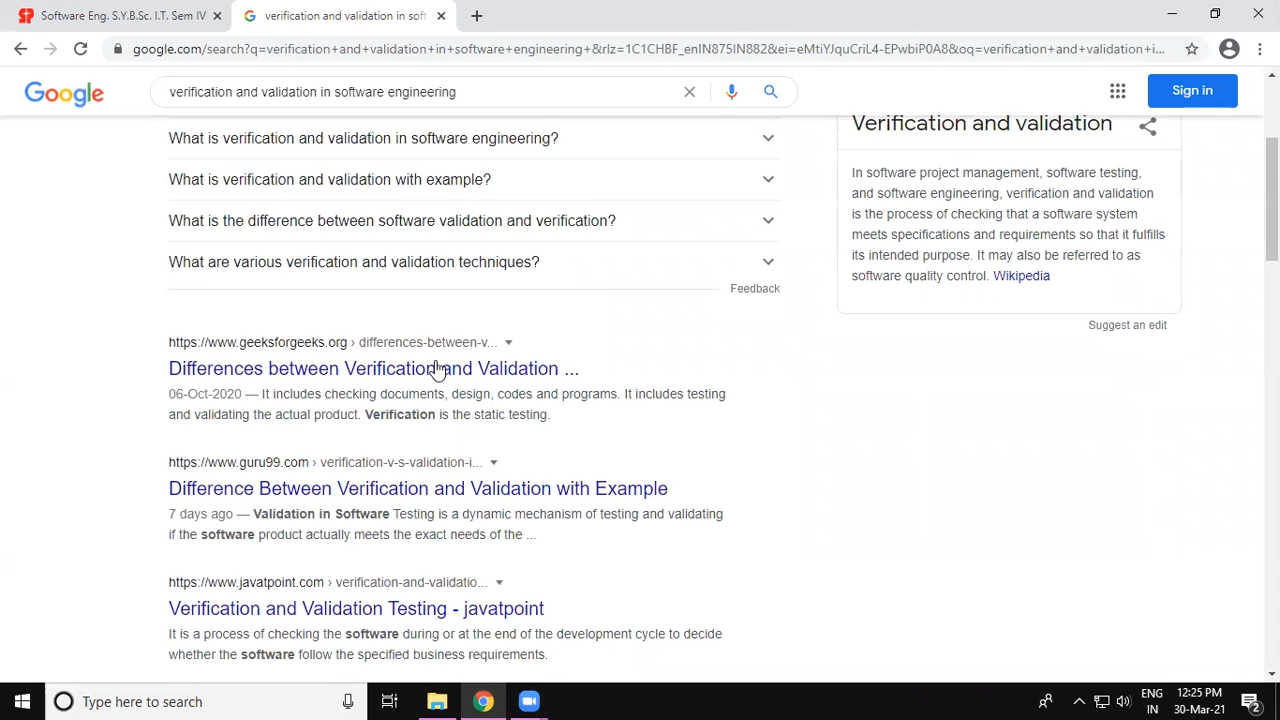 Software Eng. S.Y.B.Sc. I.T. Sem IV
verification and validation in soft
google.com/search?q=verification+and+validation+in+software+engineering+&rlz=1C1CHBF_enIN875IN882&ei=eMtiYJquCriL4-EPwbiP0A8&oq=verification+and+validation+i...
Google
verification and validation in software engineering
Sign in
What is verification and validation in software engineering?
What is verification and validation with example?
What is the difference between software validation and verification?
What are various verification and validation techniques?
Feedback
https://www.geeksforgeeks.org › differences-between-v...
Differences between Verification and Validation ...
06-Oct-2020 — It includes checking documents, design, codes and programs. It includes testing
and validating the actual product. Verification is the static testing.
https://www.guru99.com › verification-v-s-validation-i...
Difference Between Verification and Validation with Example
7 days ago — Validation in Software Testing is a dynamic mechanism of testing and validating
if the software product actually meets the exact needs of the ...
https://www.javatpoint.com › verification-and-validatio...
Verification and Validation Testing - javatpoint
It is a process of checking the software during or at the end of the development cycle to decide
whether the software follow the specified business requirements.
Verification and validation
In software project management, software testing,
and software engineering, verification and validation
is the process of checking that a software system
meets specifications and requirements so that it fulfills
its intended purpose. It may also be referred to as
software quality control. Wikipedia
Suggest an edit
Type here to search
ENG
IN
12:25 PM
30-Mar-21
2